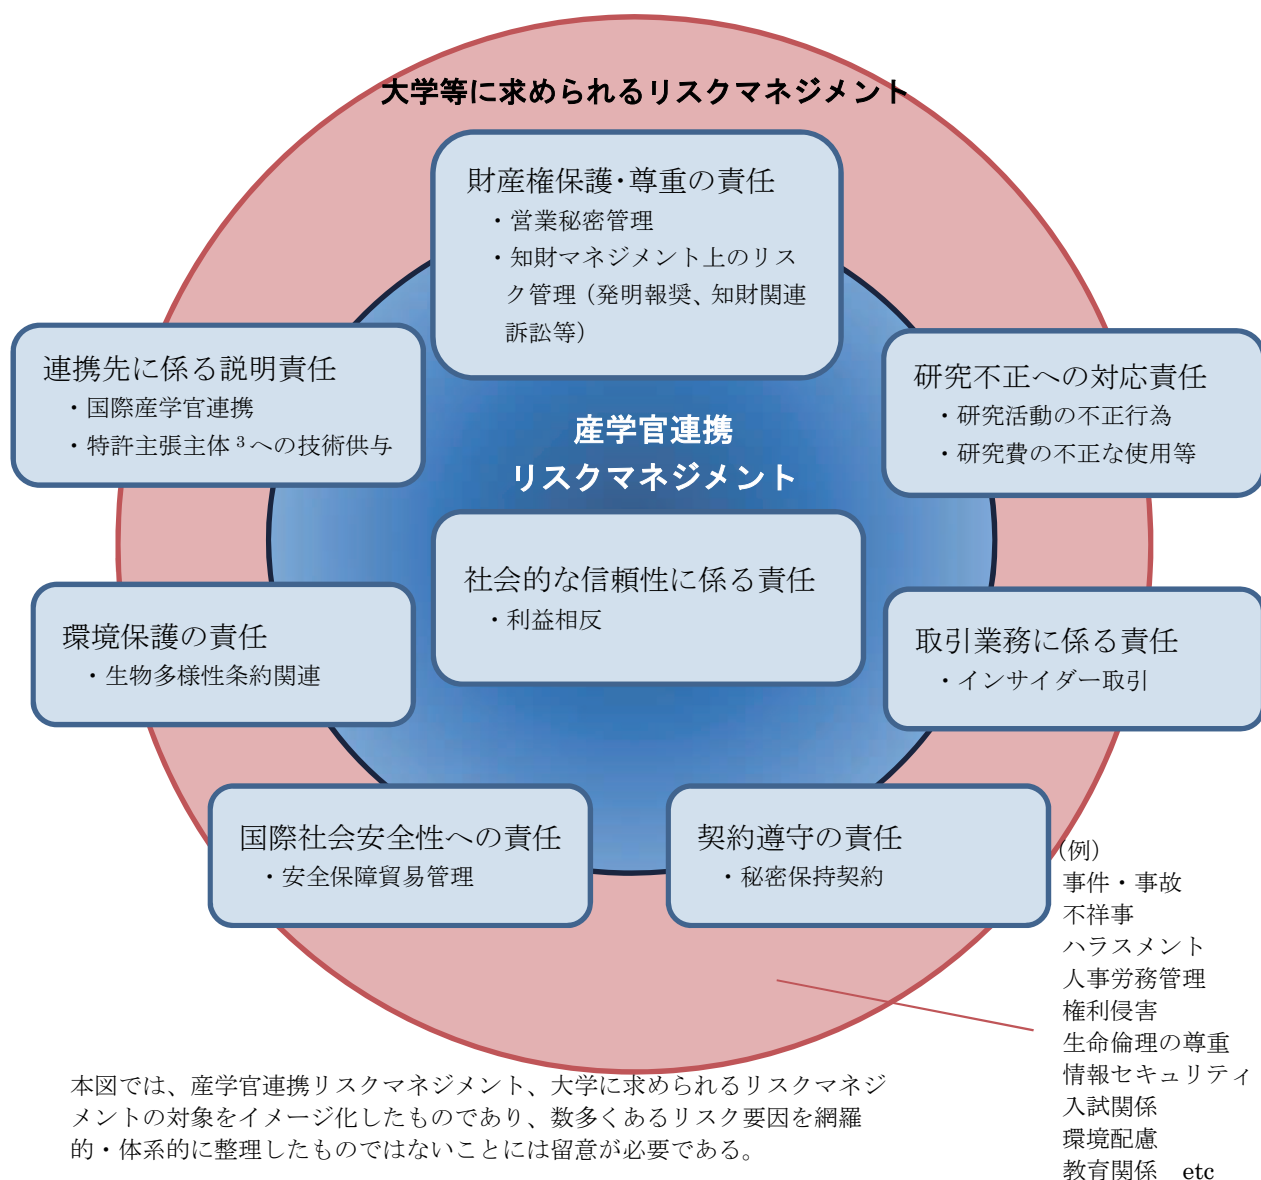 大学等に求められるリスクマネジメント
財産権保護・尊重の責任
・営業秘密管理
・知財マネジメント上のリス
ク管理（発明報奨、知財関連
訴訟等）
連携先に係る説明責任
・国際産学官連携
・特許主張主体³への技術供与
研究不正への対応責任
・研究活動の不正行為
・研究費の不正な使用等
産学官連携
リスクマネジメント
社会的な信頼性に係る責任
・利益相反
環境保護の責任
・生物多様性条約関連
取引業務に係る責任
・インサイダー取引
国際社会安全性への責任
・安全保障貿易管理
契約遵守の責任
・秘密保持契約
（例）
事件・事故
不祥事
ハラスメント
人事労務管理
権利侵害
生命倫理の尊重
情報セキュリティ
入試関係
環境配慮
教育関係　etc
本図では、産学官連携リスクマネジメント、大学に求められるリスクマネジ
メントの対象をイメージ化したものであり、数多くあるリスク要因を網羅
的・体系的に整理したものではないことには留意が必要である。